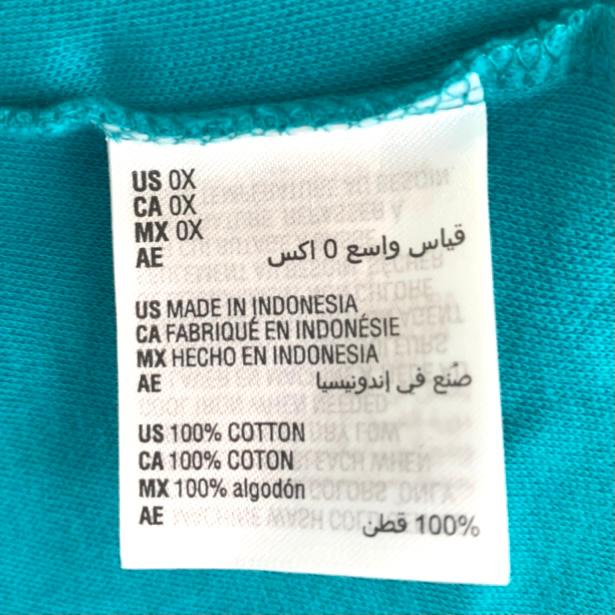 US 0X
CA 0X
MX 0X
AE قياس واسع 0 اكس
US MADE IN INDONESIA
CA FABRIQUÉ EN INDONÉSIE
MX HECHO EN INDONESIA
AE صُنع في إندونيسيا
US 100% COTTON
CA 100% COTON
MX 100% algodón
AE 100% قطن